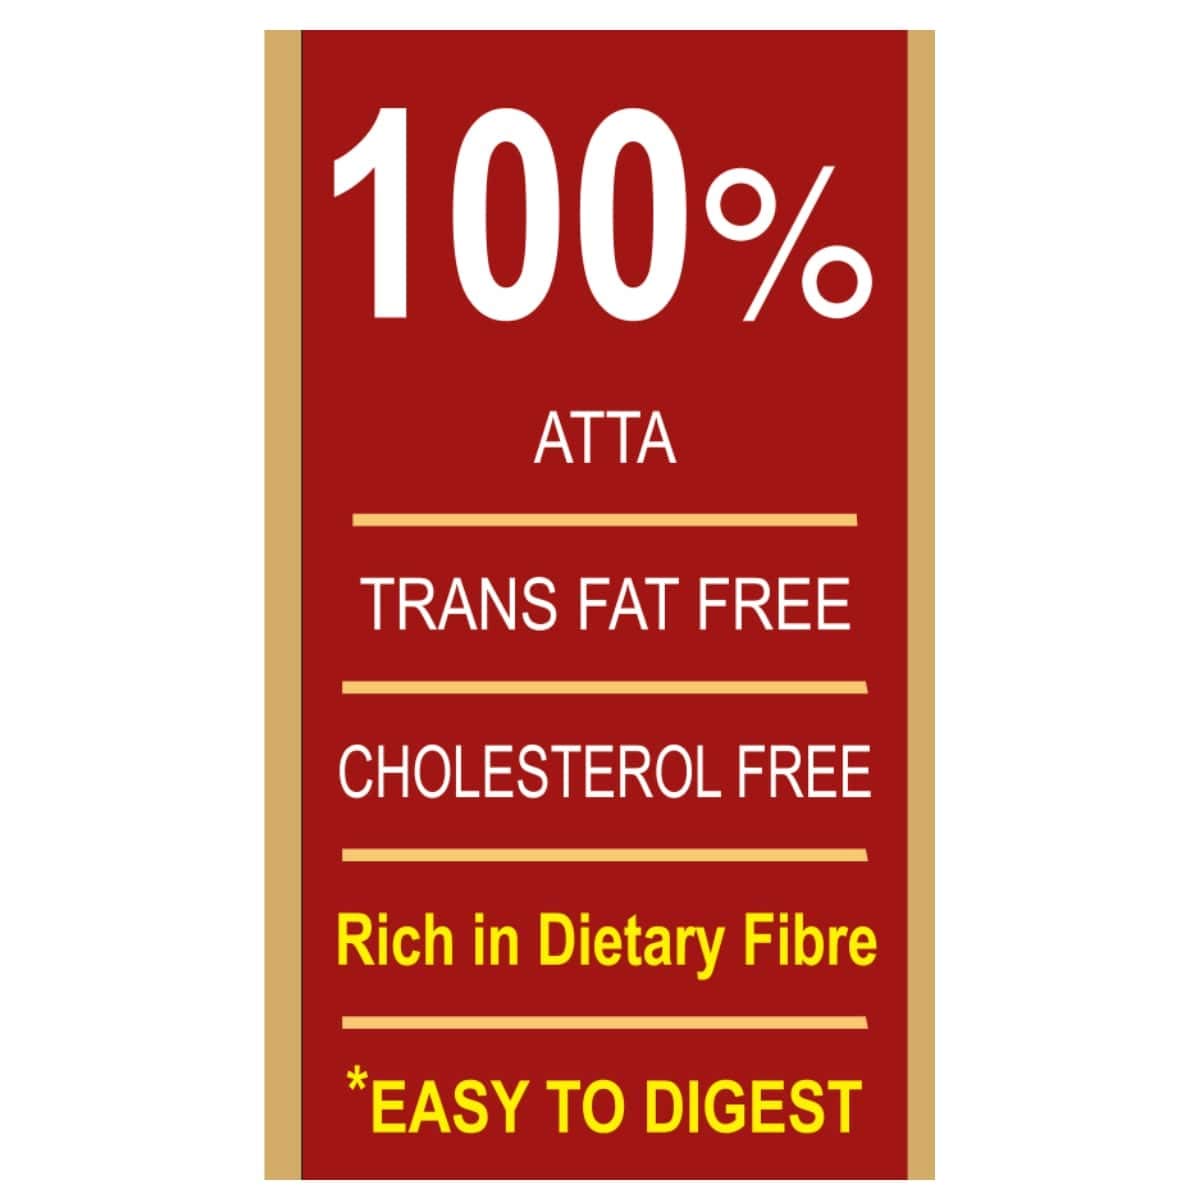 100%
ATTA
TRANS FAT FREE
CHOLESTEROL FREE
Rich in Dietary Fibre
*EASY TO DIGEST